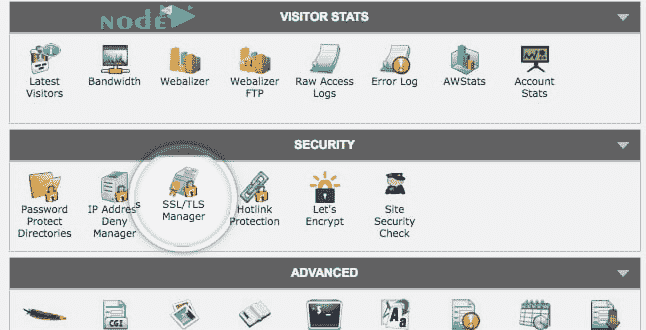 NODE
VISITOR STATS
Latest Visitors
Bandwidth
Webalizer
Webalizer FTP
Raw Access Logs
Error Log
AWStats
Account Stats
SECURITY
Password Protect Directories
IP Address Deny Manager
SSL/TLS Manager
Hotlink Protection
Let's Encrypt
Site Security Check
ADVANCED
CGI